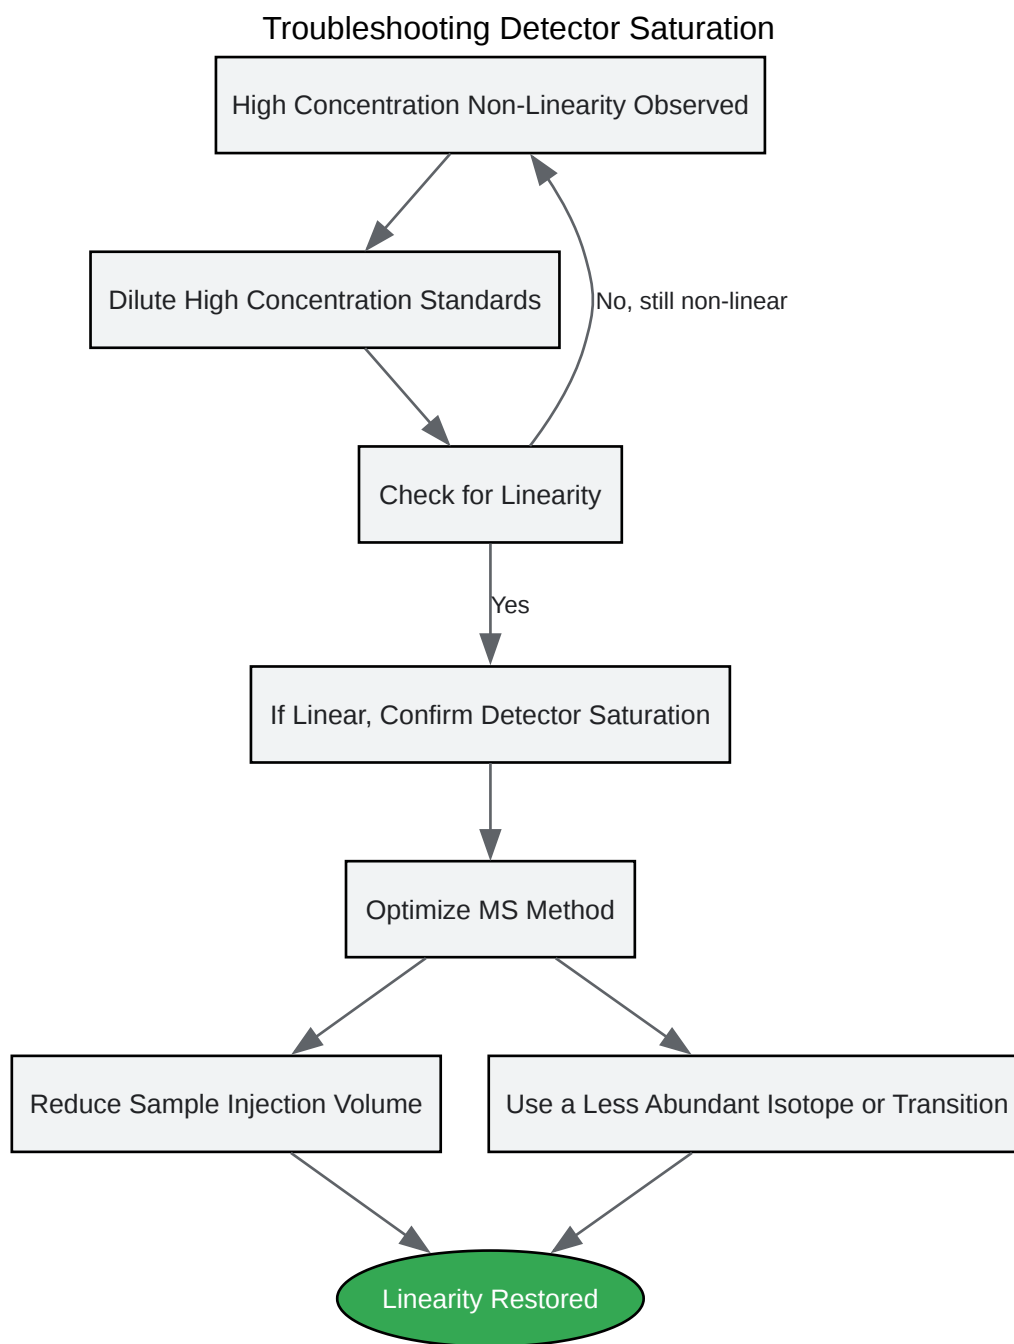 Troubleshooting Detector Saturation
High Concentration Non-Linearity Observed
Dilute High Concentration Standards
No, still non-linear
Check for Linearity
Yes
If Linear, Confirm Detector Saturation
Optimize MS Method
Reduce Sample Injection Volume
Use a Less Abundant Isotope or Transition
Linearity Restored